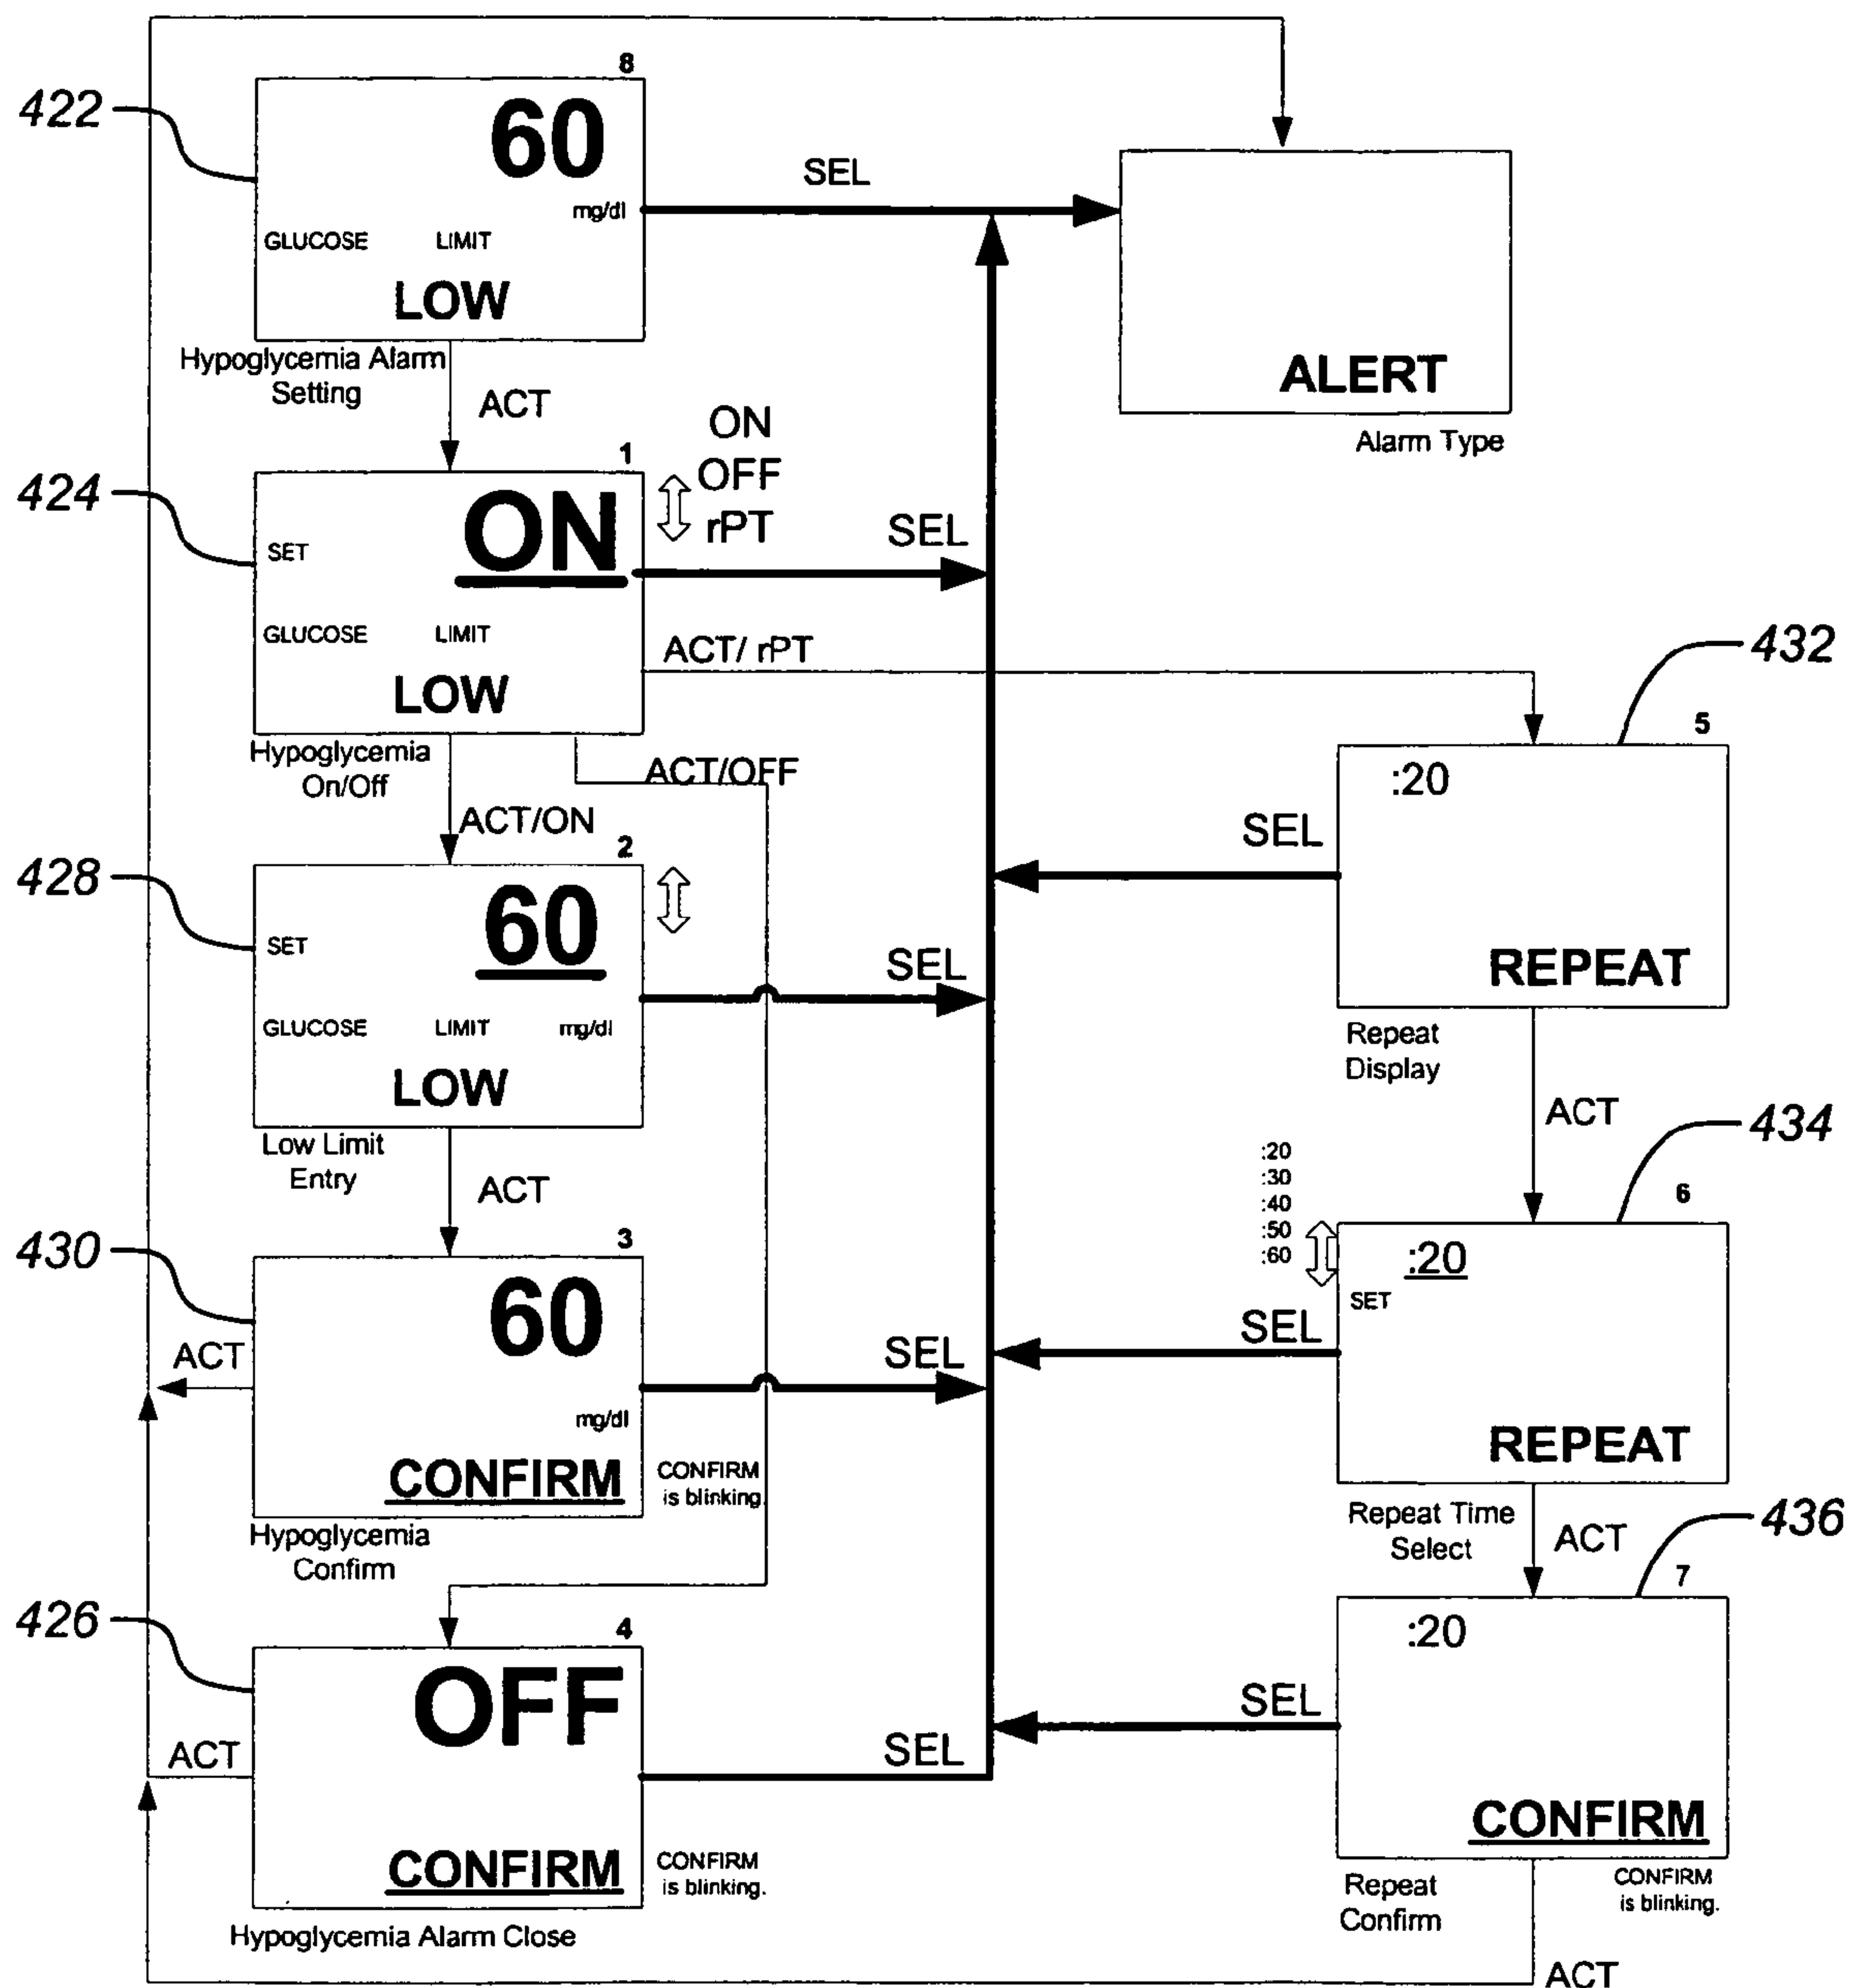 8
422
60
mg/dl
GLUCOSE LIMIT
LOW
Hypoglycemia Alarm
Setting
SEL
ALERT
Alarm Type
ACT
1
ON
OFF
rPT
424
SET
ON
GLUCOSE LIMIT
LOW
Hypoglycemia
On/Off
SEL
ACT/ rPT
ACT/OFF
ACT/ON
432
5
:20
REPEAT
Repeat
Display
SEL
ACT
2
428
SET
60
GLUCOSE LIMIT mg/dl
LOW
Low Limit
Entry
SEL
ACT
434
6
:20
:30
:40
:50
:60
:20
SET
REPEAT
Repeat Time
Select
SEL
ACT
3
430
60
mg/dl
CONFIRM
CONFIRM
is blinking.
Hypoglycemia
Confirm
ACT
SEL
436
7
:20
CONFIRM
Repeat
Confirm
CONFIRM
is blinking.
SEL
ACT
4
426
OFF
CONFIRM
CONFIRM
is blinking.
Hypoglycemia Alarm Close
ACT
SEL